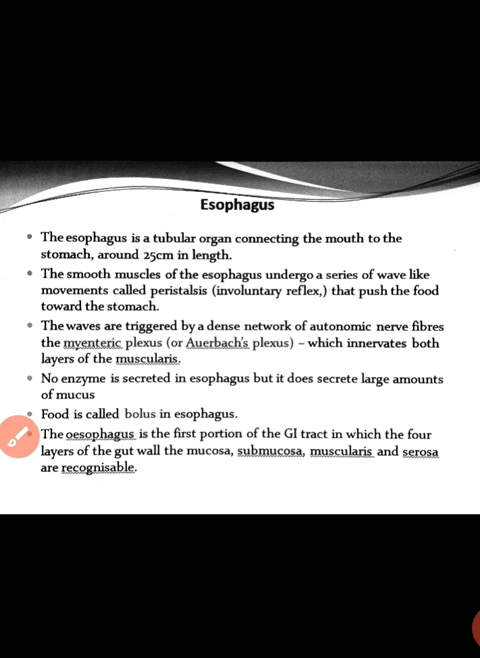 Esophagus
• The esophagus is a tubular organ connecting the mouth to the
stomach, around 25cm in length.
• The smooth muscles of the esophagus undergo a series of wave like
movements called peristalsis (involuntary reflex,) that push the food
toward the stomach.
• The waves are triggered by a dense network of autonomic nerve fibres
the myenteric plexus (or Auerbach's plexus) – which innervates both
layers of the muscularis.
• No enzyme is secreted in esophagus but it does secrete large amounts
of mucus
• Food is called bolus in esophagus.
• The oesophagus is the first portion of the GI tract in which the four
layers of the gut wall the mucosa, submucosa, muscularis and serosa
are recognisable.